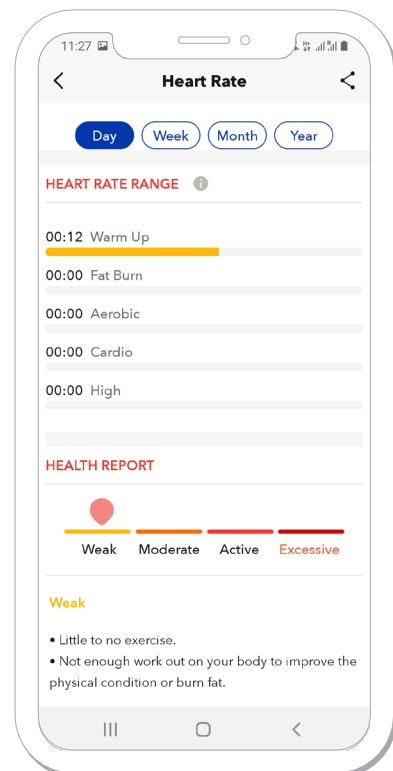 11:27
Heart Rate
Day Week Month Year
HEART RATE RANGE
00:12 Warm Up
00:00 Fat Burn
00:00 Aerobic
00:00 Cardio
00:00 High
HEALTH REPORT
Weak Moderate Active Excessive
Weak
• Little to no exercise.
• Not enough work out on your body to improve the
physical condition or burn fat.